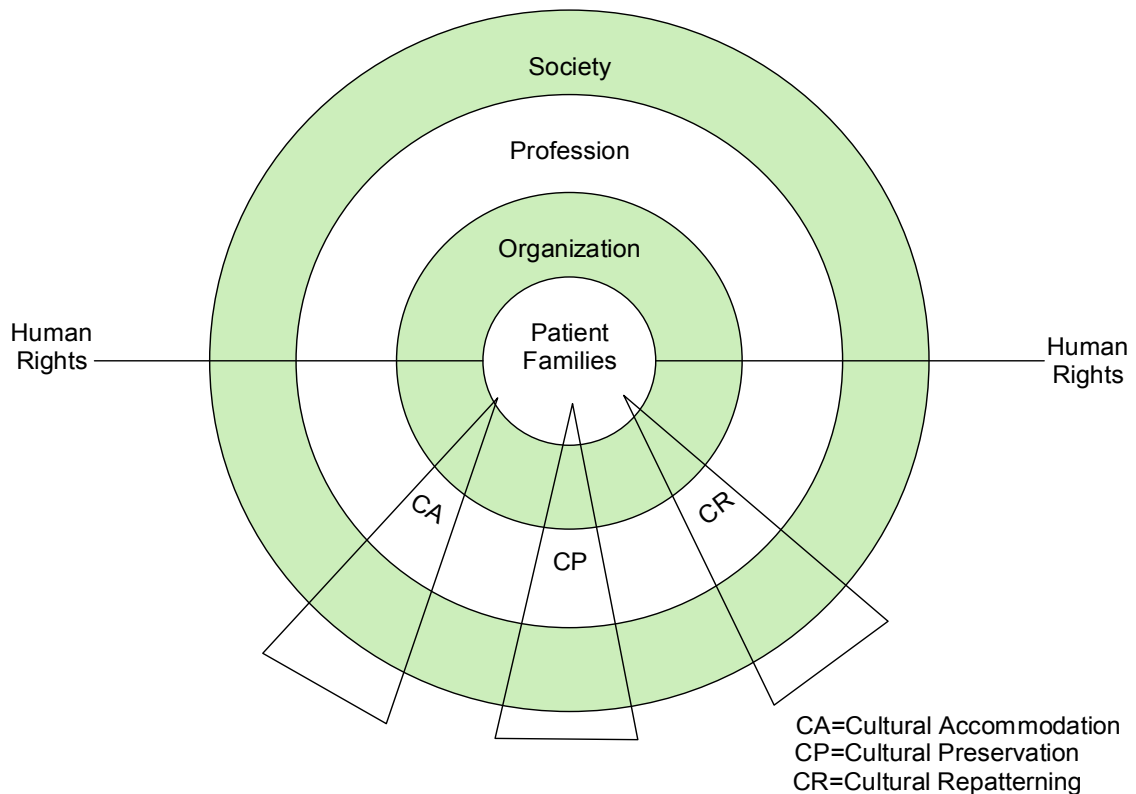 Society
Profession
Organization
Patient
Families
Human
Rights
Human
Rights
CA
CP
CR
CA=Cultural Accommodation
CP=Cultural Preservation
CR=Cultural Repatterning